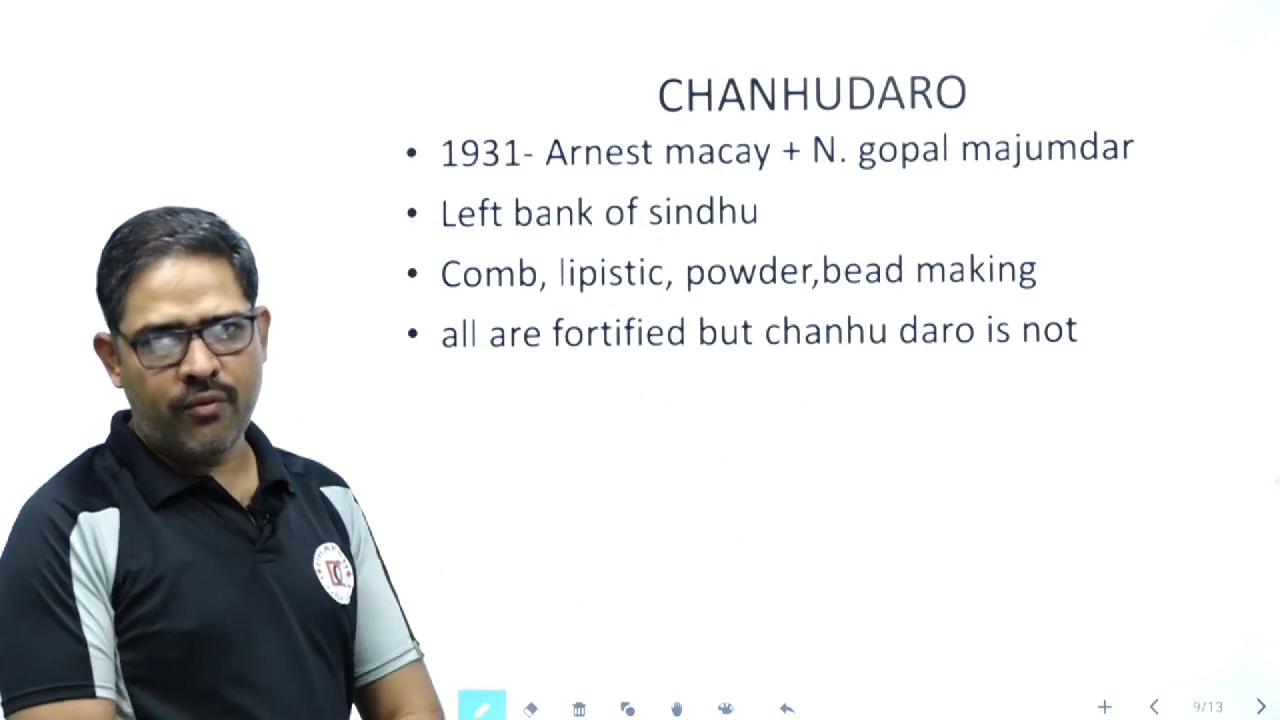 CHANHUDARO
• 1931- Arnest macay + N. gopal majumdar
• Left bank of sindhu
• Comb, lipistic, powder,bead making
• all are fortified but chanhu daro is not
9/13